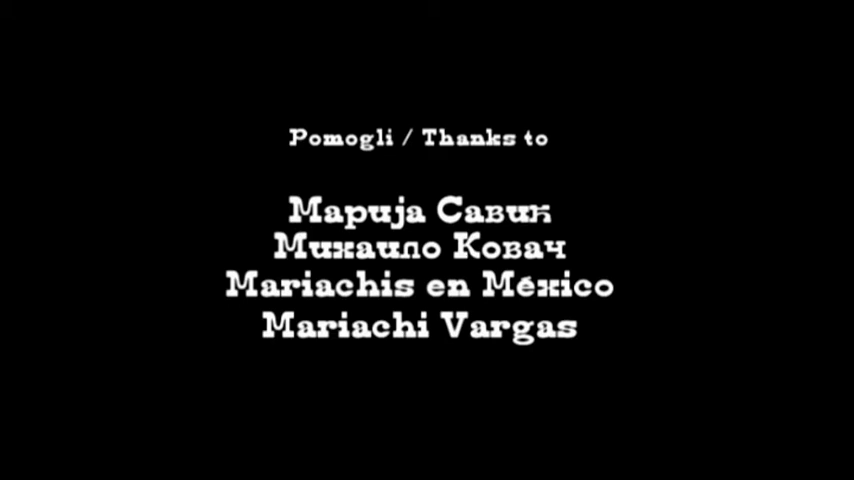 Pomogli / Thanks to
Марија Савић
Михаило Ковач
Mariachis en México
Mariachi Vargas